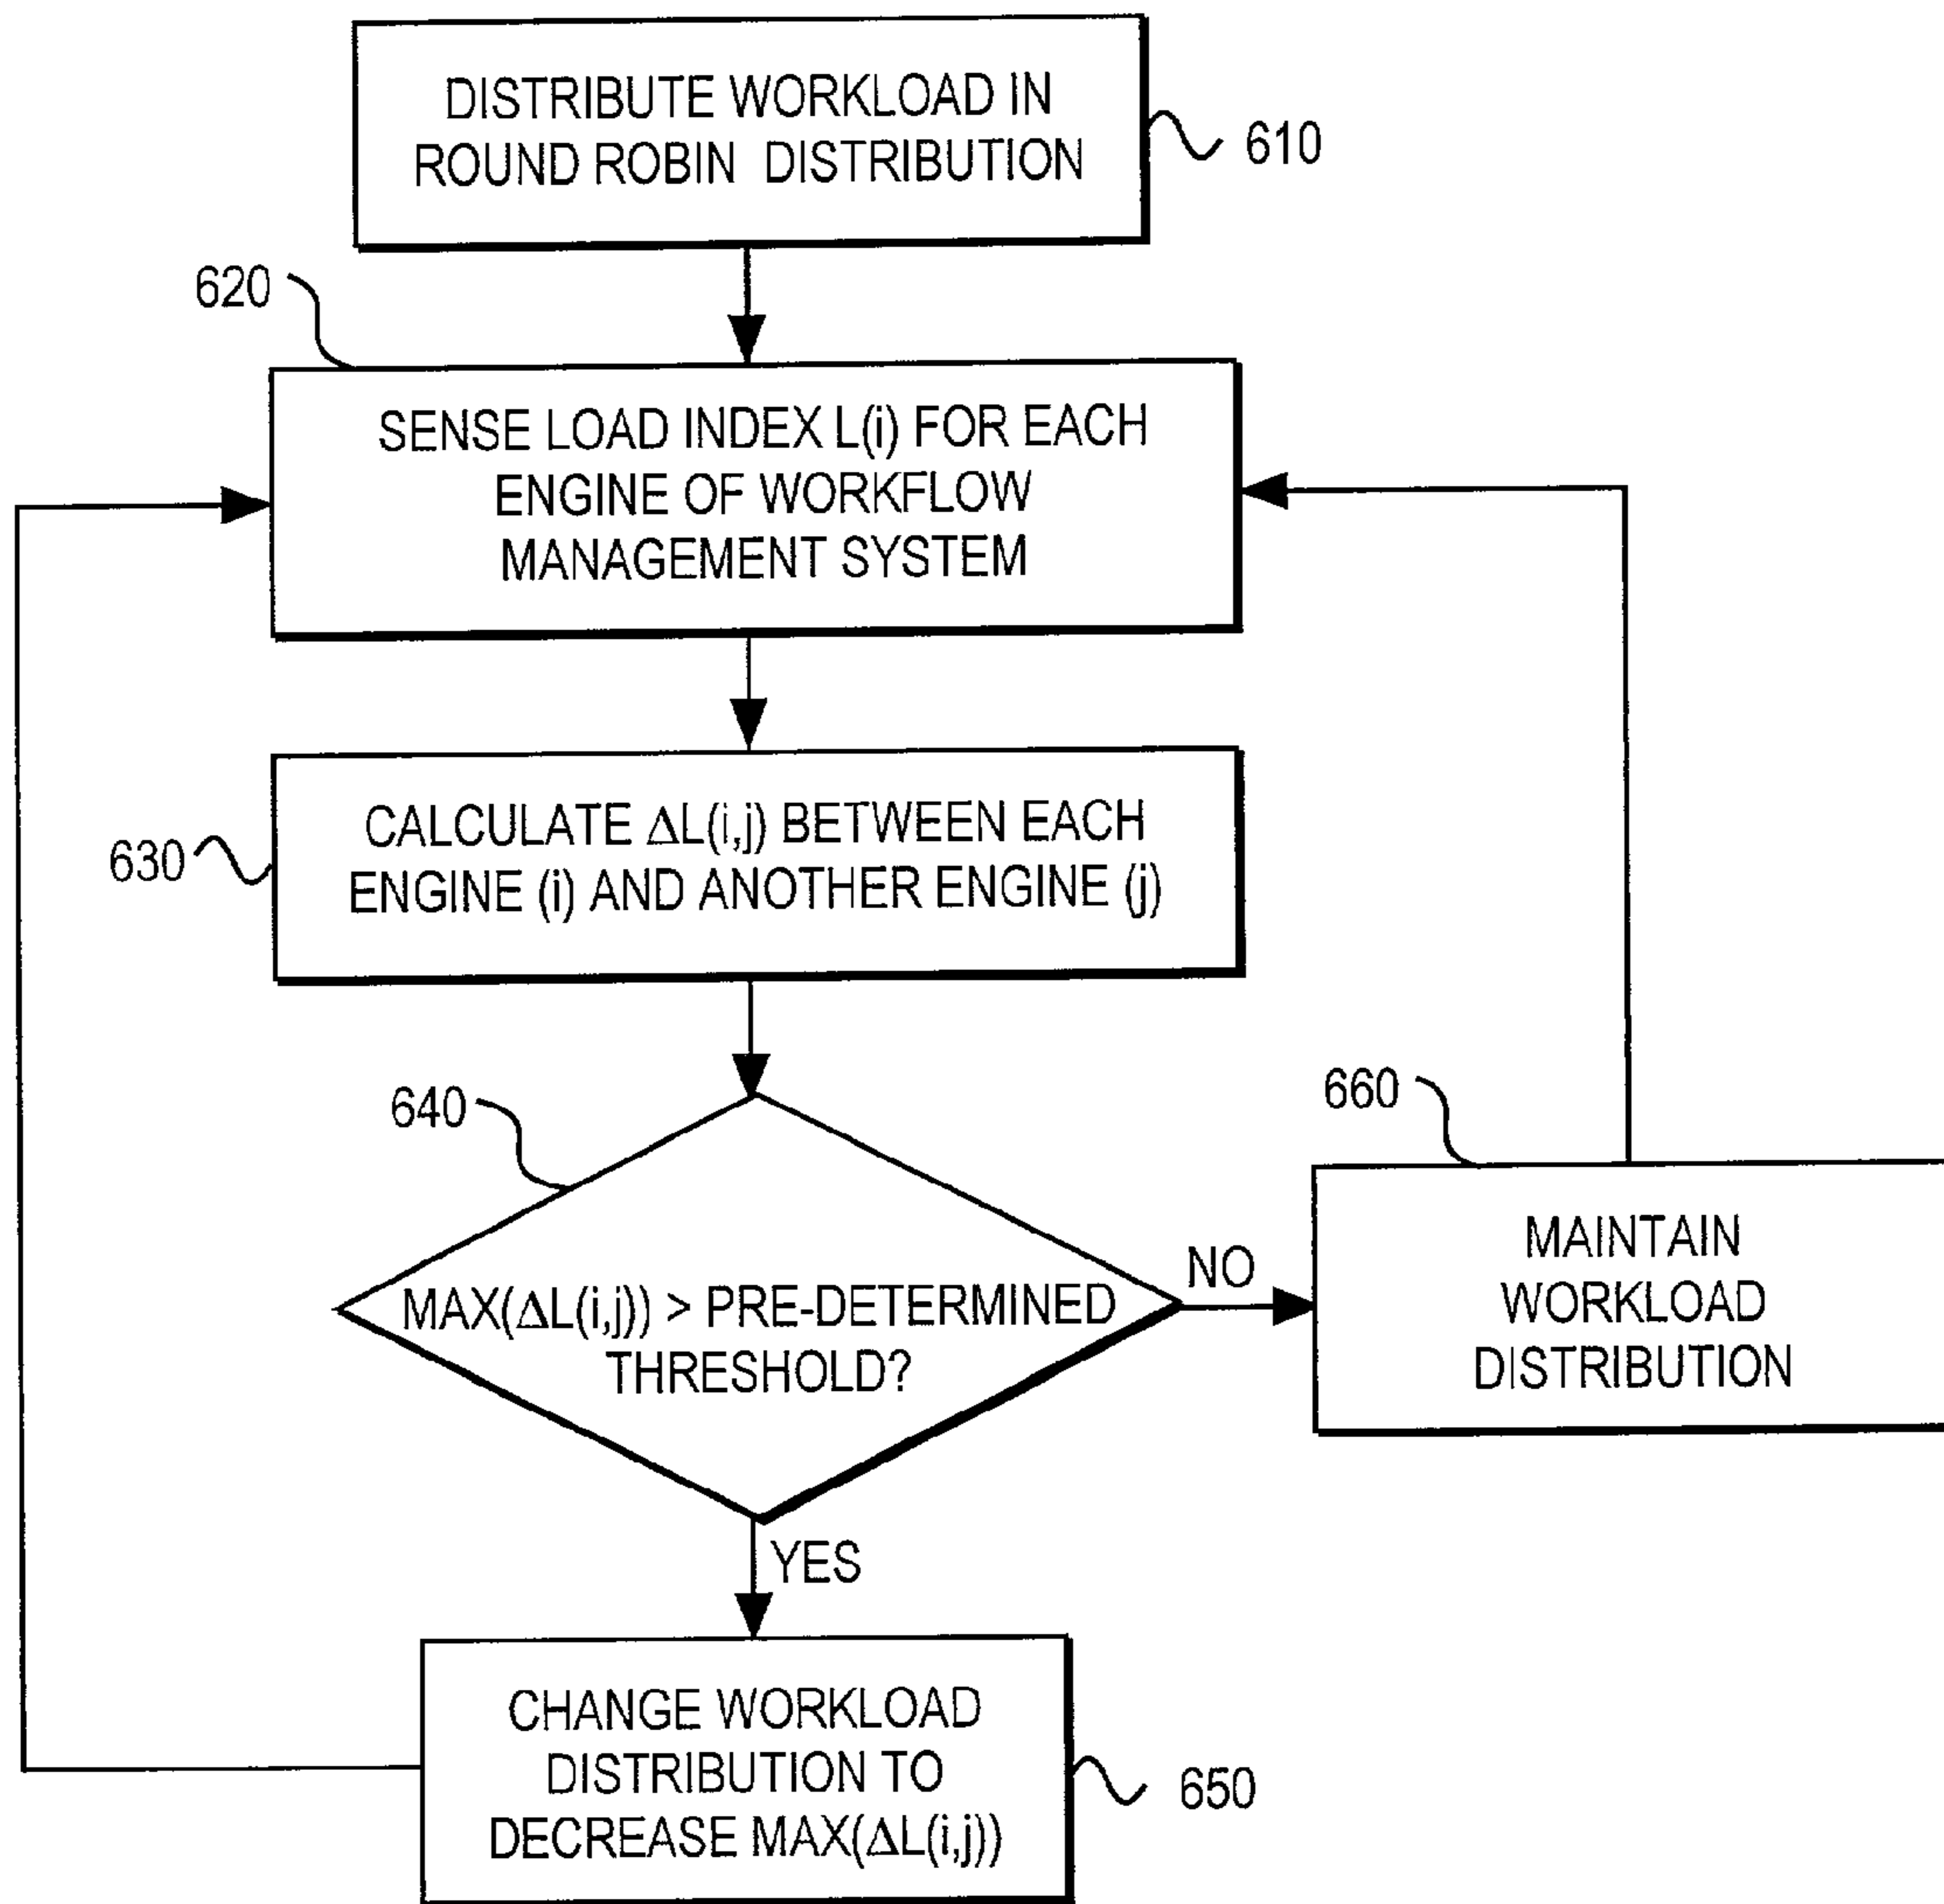 DISTRIBUTE WORKLOAD IN
ROUND ROBIN DISTRIBUTION
610
620
SENSE LOAD INDEX L(i) FOR EACH
ENGINE OF WORKFLOW
MANAGEMENT SYSTEM
CALCULATE ΔL(i,j) BETWEEN EACH
ENGINE (i) AND ANOTHER ENGINE (j)
630
640
MAX(ΔL(i,j)) > PRE-DETERMINED
THRESHOLD?
NO
660
MAINTAIN
WORKLOAD
DISTRIBUTION
YES
CHANGE WORKLOAD
DISTRIBUTION TO
DECREASE MAX(ΔL(i,j))
650